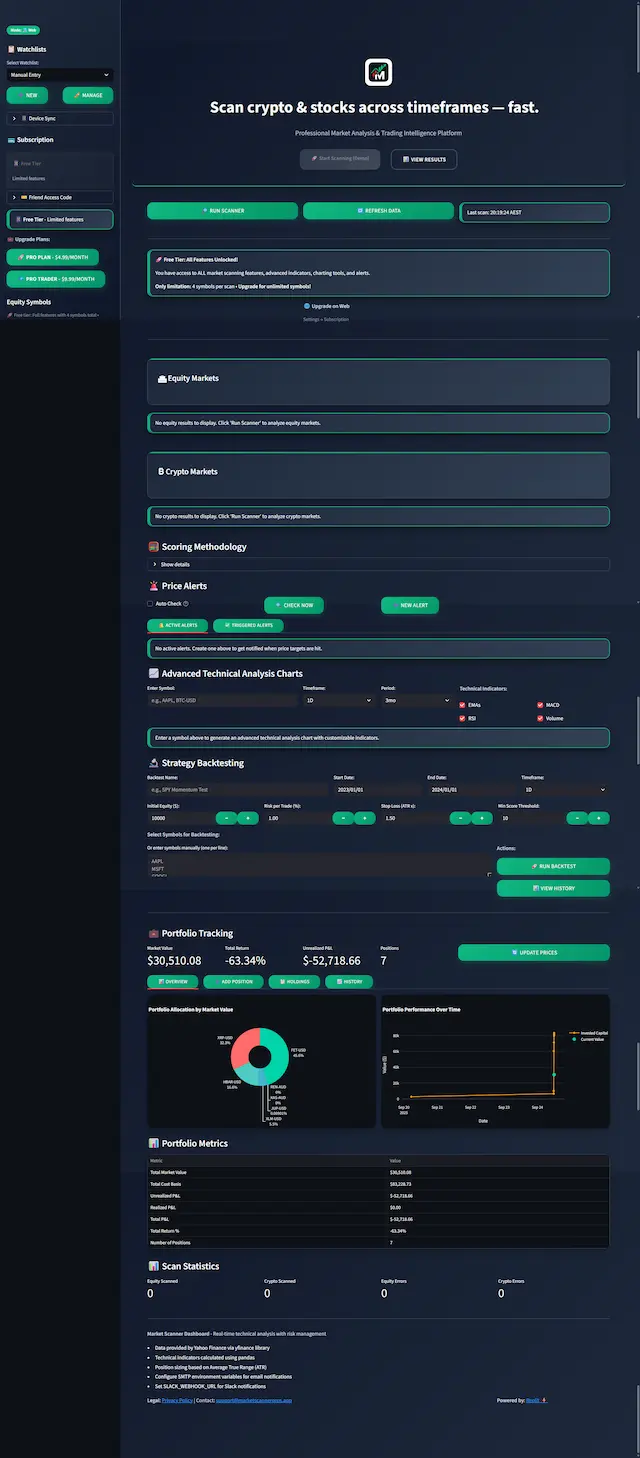 Mode: Web
Watchlists
Select Watchlist:
Manual Entry
NEW
MANAGE
Device Sync
Subscription
Free Tier
Limited features
Friend Access Code
Free Tier - Limited features
Upgrade Plans:
PRO PLAN - $4.99/MONTH
PRO TRADER - $9.99/MONTH
Equity Symbols
Scan crypto & stocks across timeframes — fast.
Professional Market Analysis & Trading Intelligence Platform
Start Scanning (Demo)
VIEW RESULTS
RUN SCANNER
REFRESH DATA
Last scan: 20:19:24 AEST
Free Tier: All Features Unlocked!
You have access to ALL market scanning features, advanced indicators, charting tools, and alerts.
Only limitation: 4 symbols per scan • Upgrade for unlimited symbols!
Upgrade on Web
Settings > Subscription
Equity Markets
No equity results to display. Click 'Run Scanner' to analyze equity markets.
Crypto Markets
No crypto results to display. Click 'Run Scanner' to analyze crypto markets.
Scoring Methodology
Show details
Price Alerts
Auto Check
CHECK NOW
NEW ALERT
ACTIVE ALERTS
TRIGGERED ALERTS
No active alerts. Create one above to get notified when price targets are hit.
Advanced Technical Analysis Charts
Enter Symbol:
Timeframe:
Period:
Technical Indicators:
e.g., AAPL, BTC-USD
1D
3mo
EMAs
MACD
RSI
Volume
Enter a symbol above to generate an advanced technical analysis chart with customizable indicators.
Strategy Backtesting
Backtest Name:
Start Date:
End Date:
Timeframe:
e.g., SPY Momentum Test
2023/01/01
2024/01/01
1D
Initial Equity ($):
Risk per Trade (%):
Stop Loss (ATR x):
Min Score Threshold:
10000
1.00
1.50
10
Select Symbols for Backtesting:
Or enter symbols manually (one per line):
Actions:
AAPL
MSFT
RUN BACKTEST
VIEW HISTORY
Portfolio Tracking
Market Value
Total Return
Unrealized P&L
Positions
$30,510.08
-63.34%
$-52,718.66
7
UPDATE PRICES
OVERVIEW
ADD POSITION
HOLDINGS
HISTORY
Portfolio Allocation by Market Value
XRP-USD
FET-USD
HBAR-USD
XLM-USD
5.5%
Portfolio Performance Over Time
Invested Capital
Current Value
Value ($)
80k
60k
40k
20k
0
Sep 20
2025
Sep 21
Sep 22
Sep 23
Sep 24
Date
Portfolio Metrics
Metric
Value
Total Market Value
$30,510.08
Total Cost Basis
$83,228.73
Unrealized P&L
$-52,718.66
Realized P&L
$0.00
Total P&L
$-52,718.66
Total Return %
-63.34%
Number of Positions
7
Scan Statistics
Equity Scanned
Crypto Scanned
Equity Errors
Crypto Errors
0
0
0
0
Market Scanner Dashboard - Real-time technical analysis with risk management
• Data provided by Yahoo Finance via yfinance library
• Technical indicators calculated using pandas
• Position sizing based on Average True Range (ATR)
• Configure SMTP environment variables for email notifications
• Set SLACK_WEBHOOK_URL for Slack notifications
Legal: Privacy Policy | Contact: support@marketscannerpros.app
Powered by: Replit